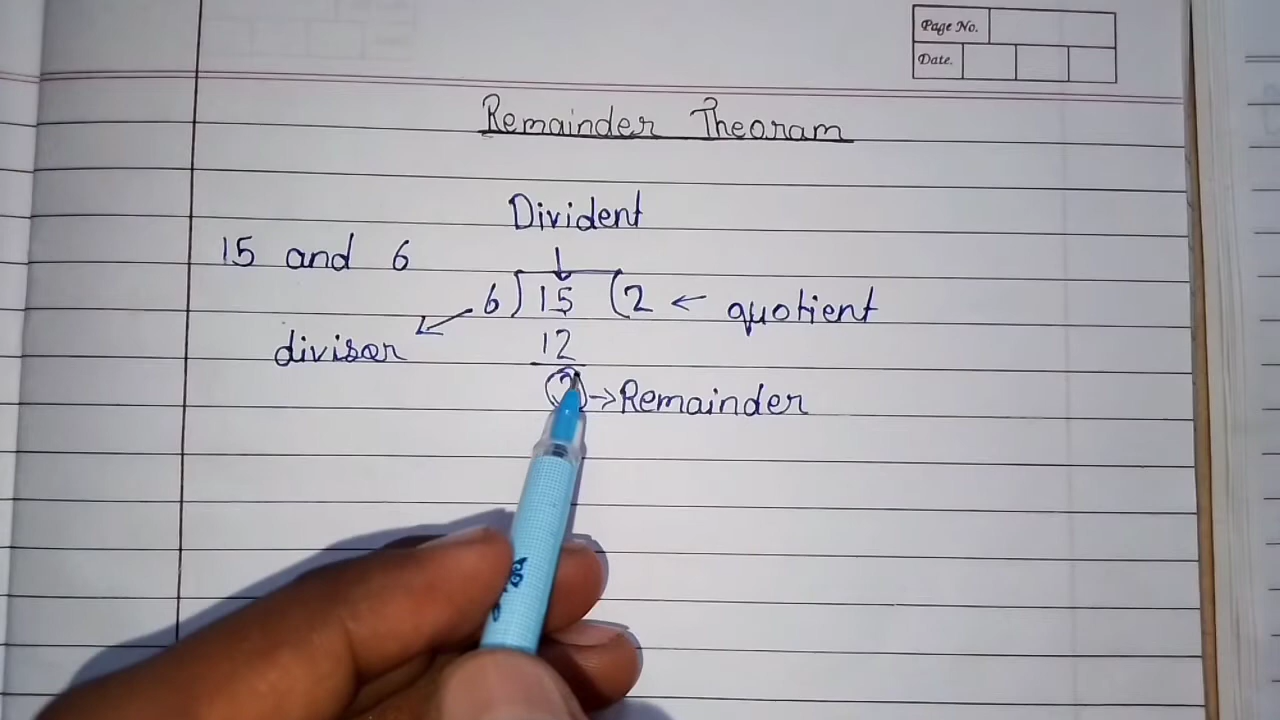 Page No.
Date.
Remainder Theoram
Divident
15 and 6
↓
6) 15 (2 ← quotient
divisor
12
→ Remainder